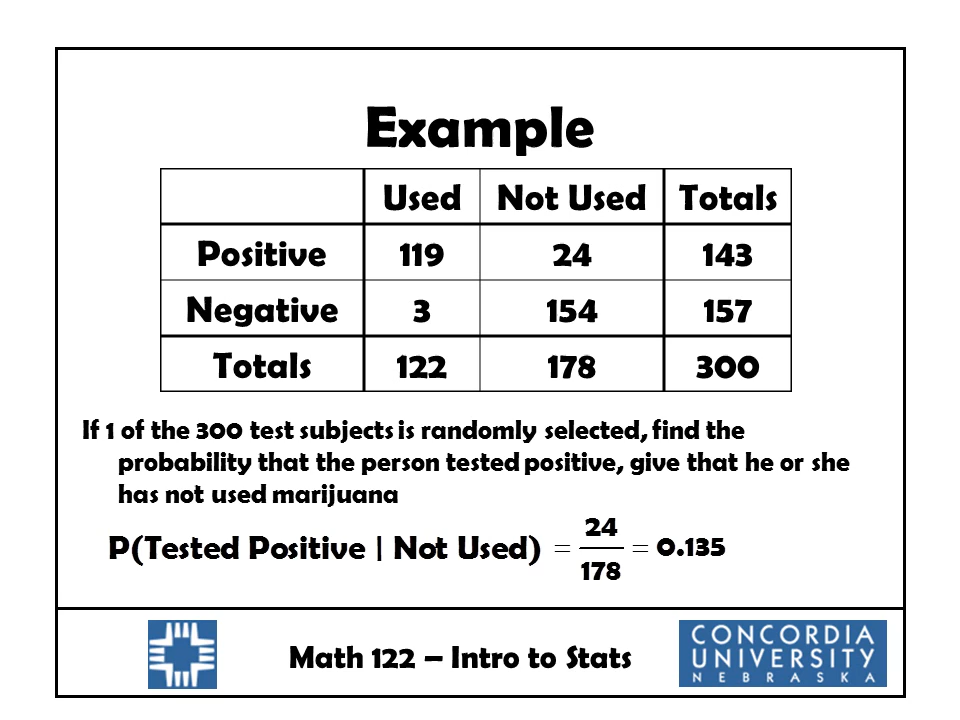 Example
Used Not Used Totals
Positive 119 24 143
Negative 3 154 157
Totals 122 178 300
If 1 of the 300 test subjects is randomly selected, find the
probability that the person tested positive, give that he or she
has not used marijuana
P(Tested Positive | Not Used) = 24/178 = 0.135
Math 122 – Intro to Stats
CONCORDIA
UNIVERSITY
NEBRASKA